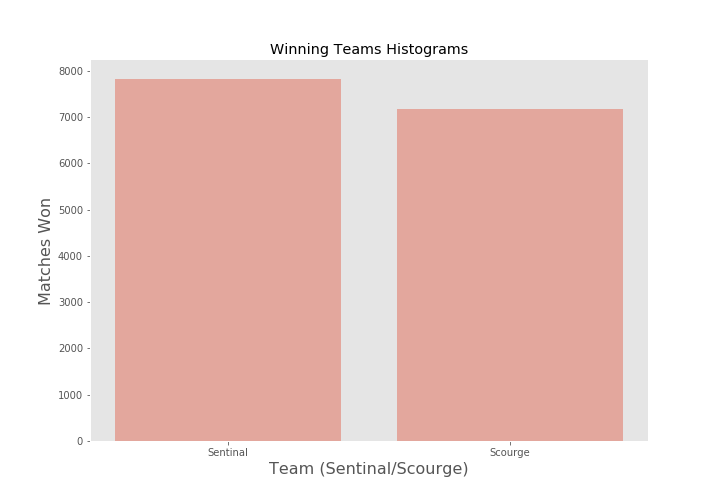 Winning Teams Histograms
8000
7000
6000
5000
4000
3000
2000
1000
0
Matches Won
Sentinal Scourge
Team (Sentinal/Scourge)